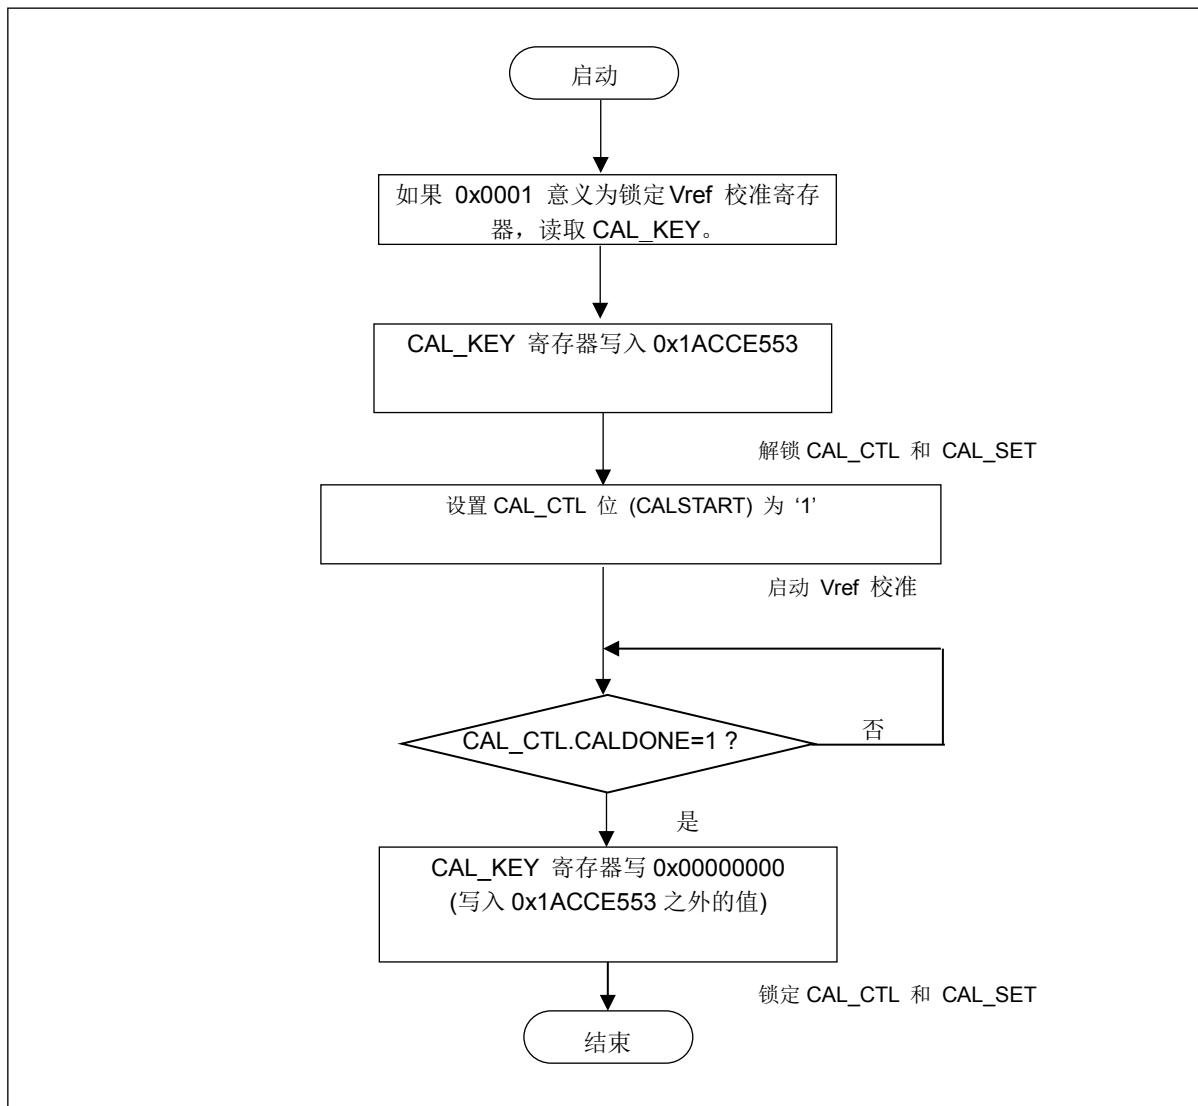 启动
如果 0x0001 意义为锁定 Vref 校准寄存
器，读取 CAL_KEY。
CAL_KEY 寄存器写入 0x1ACCE553
解锁 CAL_CTL 和 CAL_SET
设置 CAL_CTL 位 (CALSTART) 为 ‘1’
启动 Vref 校准
CAL_CTL.CALDONE=1 ?
否
是
CAL_KEY 寄存器写 0x00000000
(写入 0x1ACCE553 之外的值)
锁定 CAL_CTL 和 CAL_SET
结束